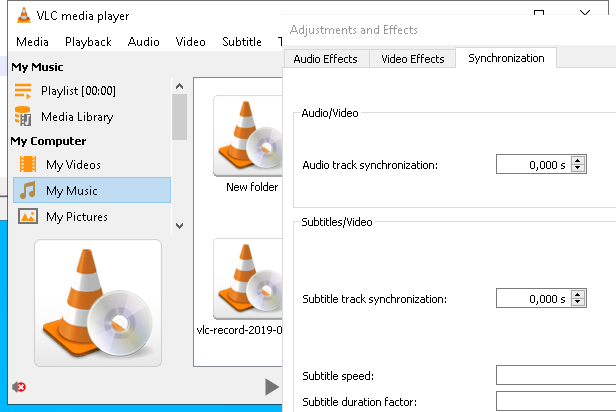 VLC media player
Media Playback Audio Video Subtitle
My Music
Playlist [00:00]
Media Library
My Computer
My Videos
My Music
My Pictures
New folder
vlc-record-2019-0
Adjustments and Effects
Audio Effects Video Effects Synchronization
Audio/Video
Audio track synchronization: 0,000 s
Subtitles/Video
Subtitle track synchronization: 0,000 s
Subtitle speed:
Subtitle duration factor: